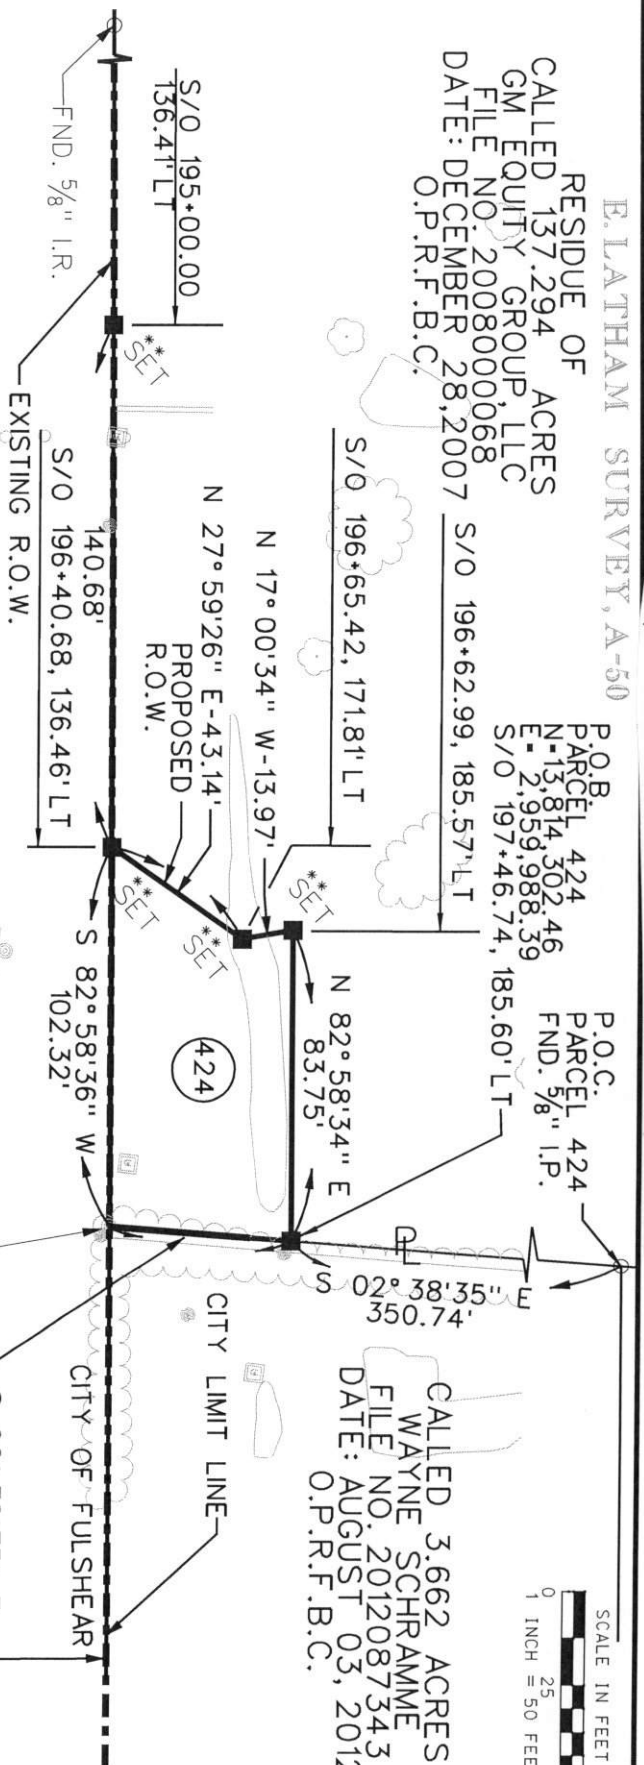 E. LATHAM SURVEY, A-50
RESIDUE OF
CALLED 137.294 ACRES
GM EQUITY GROUP, LLC
FILE NO. 2008000068
DATE: DECEMBER 28, 2007
O.P.R.F.B.C.
P.O.B.
PARCEL 424
N=13,814,302.46
E= 2,959,988.39
S/O 197+46.74, 185.60' LT
P.O.C.
PARCEL 424
FND. 5/8" I.P.
SCALE IN FEET
0 25
1 INCH = 50 FEE
S/O 196+62.99, 185.57' LT
S/O 196+65.42, 171.81' LT
N 17° 00'34" W-13.97'
N 27° 59'26" E-43.14'
PROPOSED
R.O.W.
** SET
** SET
** SET
** SET
S/O 195+00.00
136.41' LT
FND. 5/8" I.R.
EXISTING R.O.W.
140.68'
S/O 196+40.68, 136.46' LT
N 82° 58'34" E
83.75'
424
S 82° 58'36" W
102.32'
PL
S 02° 38'35" E
350.74'
CALLED 3.662 ACRES
WAYNE SCHRAMME
FILE NO. 2012087343
DATE: AUGUST 03, 201
O.P.R.F.B.C.
CITY LIMIT LINE
CITY OF FULSHEAR